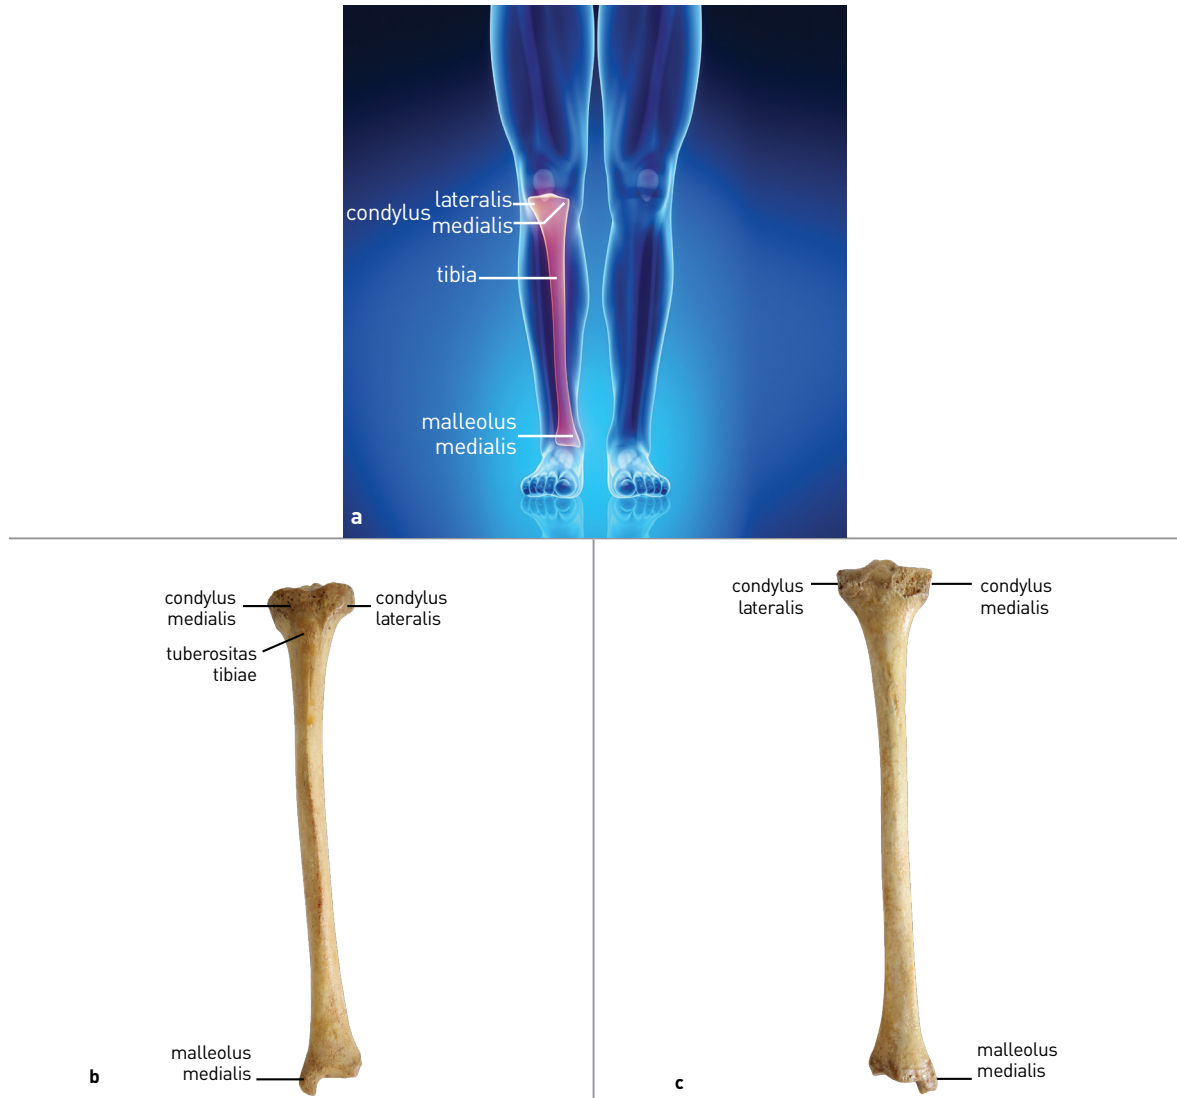 lateralis
condylus
medialis
tibia
malleolus
medialis
a
condylus
medialis
condylus
lateralis
tuberositas
tibiae
malleolus
medialis
b
condylus
lateralis
condylus
medialis
malleolus
medialis
c